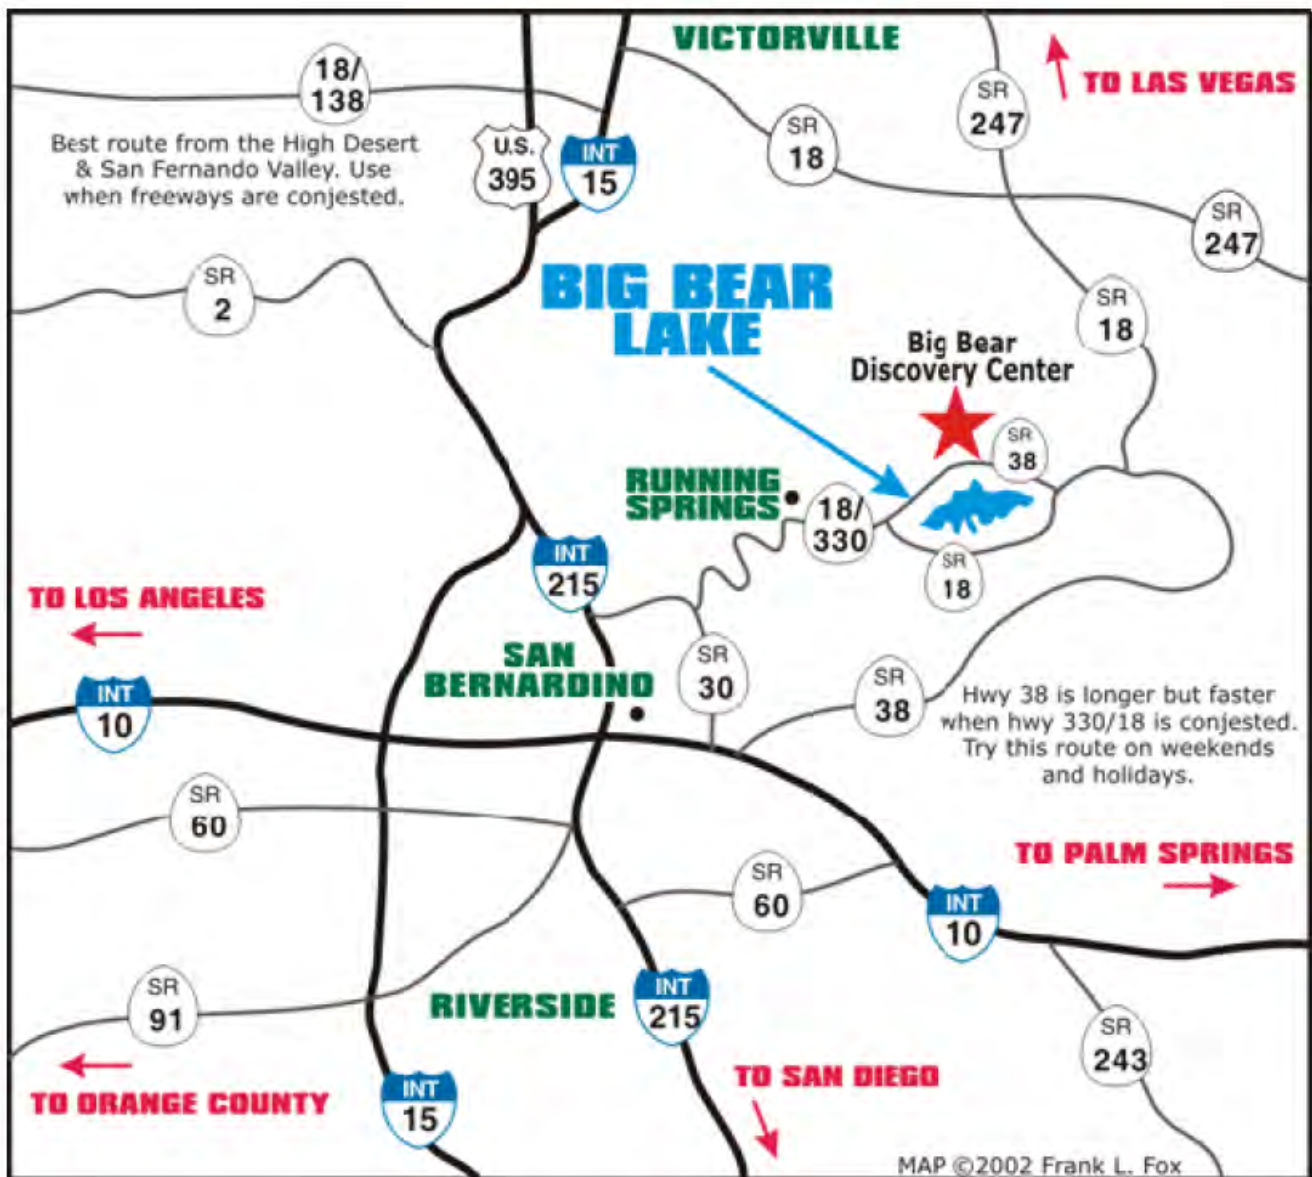 VICTORVILLE
TO LAS VEGAS
18/
138
SR
247
Best route from the High Desert
& San Fernando Valley. Use
when freeways are conjested.
U.S.
395
INT
15
SR
18
SR
247
SR
2
BIG BEAR
LAKE
SR
18
Big Bear
Discovery Center
SR
38
RUNNING
SPRINGS
18/
330
INT
215
SR
18
TO LOS ANGELES
SAN
BERNARDINO
SR
30
SR
38
INT
10
Hwy 38 is longer but faster
when hwy 330/18 is conjested.
Try this route on weekends
and holidays.
SR
60
TO PALM SPRINGS
SR
60
INT
10
SR
91
RIVERSIDE
INT
215
SR
243
TO ORANGE COUNTY
INT
15
TO SAN DIEGO
MAP ©2002 Frank L. Fox